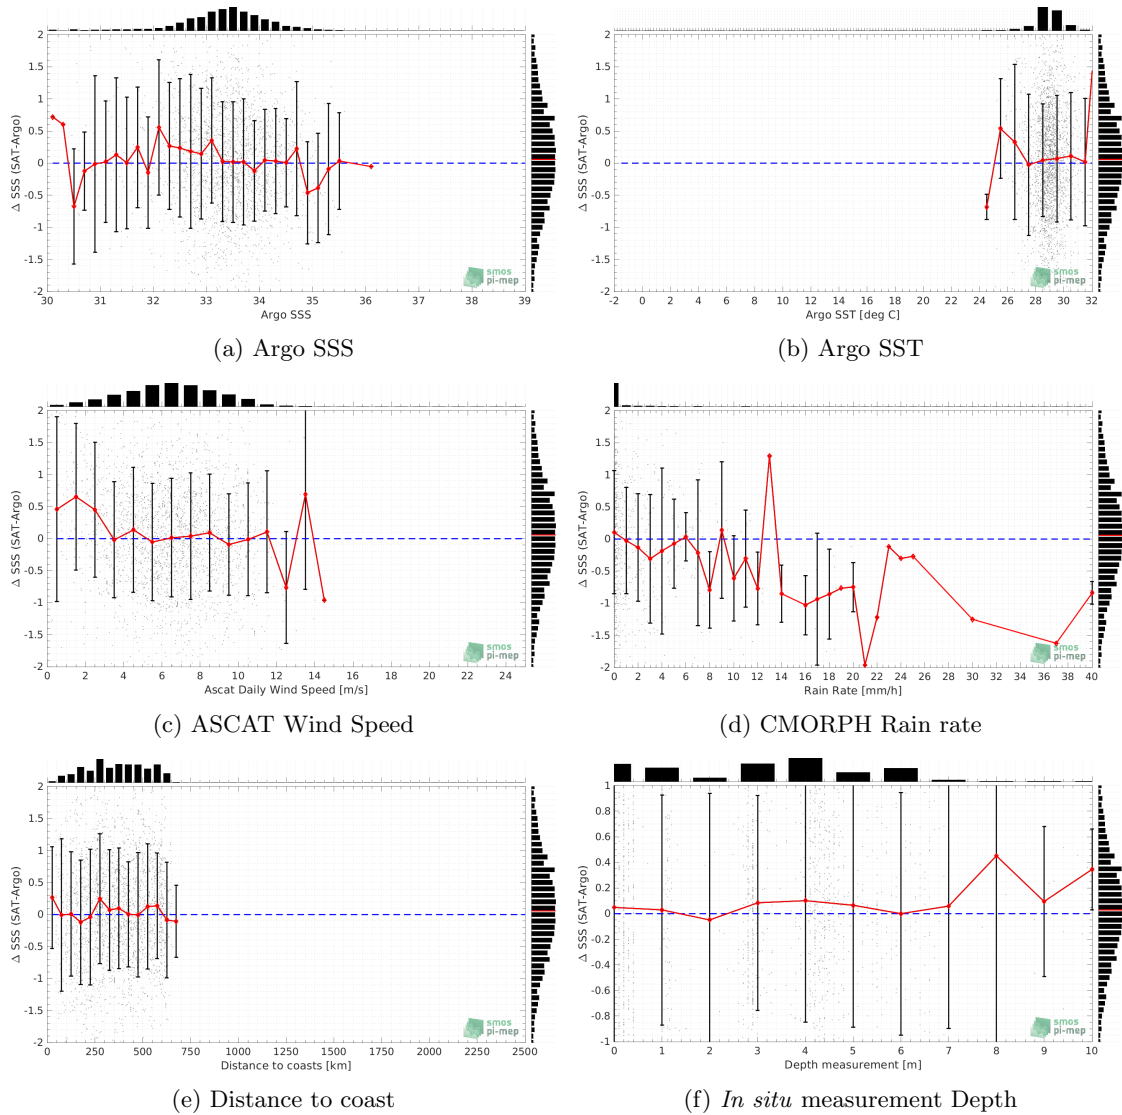 2
1.5
1
0.5
0
-0.5
-1
-1.5
-2
Δ SSS (SAT-Argo)
30 31 32 33 34 35 36 37 38 39
Argo SSS
smos
pi-mep
(a) Argo SSS
2
1.5
1
0.5
0
-0.5
-1
-1.5
-2
Δ SSS (SAT-Argo)
-2 0 2 4 6 8 10 12 14 16 18 20 22 24 26 28 30 32
Argo SST [deg C]
smos
pi-mep
(b) Argo SST
2
1.5
1
0.5
0
-0.5
-1
-1.5
-2
Δ SSS (SAT-Argo)
0 2 4 6 8 10 12 14 16 18 20 22 24
Ascat Daily Wind Speed [m/s]
smos
pi-mep
(c) ASCAT Wind Speed
2
1.5
1
0.5
0
-0.5
-1
-1.5
-2
Δ SSS (SAT-Argo)
0 2 4 6 8 10 12 14 16 18 20 22 24 26 28 30 32 34 36 38 40
Rain Rate [mm/h]
smos
pi-mep
(d) CMORPH Rain rate
2
1.5
1
0.5
0
-0.5
-1
-1.5
-2
Δ SSS (SAT-Argo)
0 250 500 750 1000 1250 1500 1750 2000 2250 2500
Distance to coasts [km]
smos
pi-mep
(e) Distance to coast
1
0.8
0.6
0.4
0.2
0
-0.2
-0.4
-0.6
-0.8
-1
Δ SSS (SAT-Argo)
0 1 2 3 4 5 6 7 8 9 10
Depth measurement [m]
smos
pi-mep
(f) In situ measurement Depth